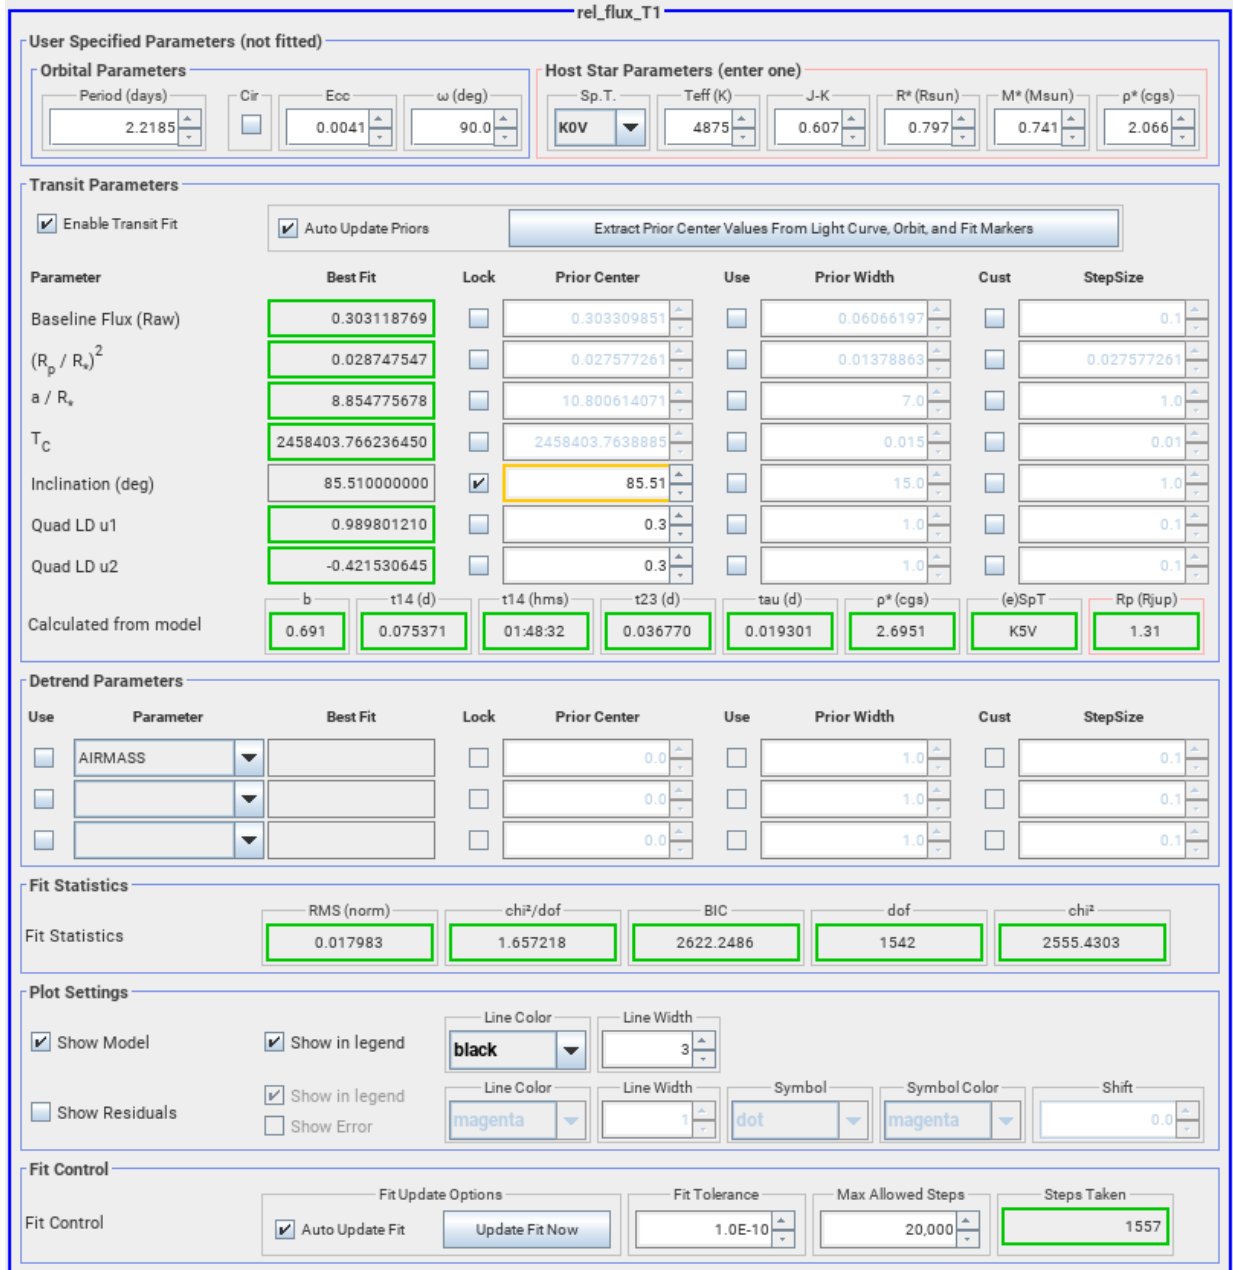 rel_flux_T1
User Specified Parameters (not fitted)
Orbital Parameters
Host Star Parameters (enter one)
Period (days) Cir Ecc ω (deg) Sp.T. Teff (K) J-K R* (Rsun) M* (Msun) ρ* (cgs)
2.2185 0.0041 90.0 K0V 4875 0.607 0.797 0.741 2.066
Transit Parameters
Enable Transit Fit Auto Update Priors Extract Prior Center Values From Light Curve, Orbit, and Fit Markers
Parameter Best Fit Lock Prior Center Use Prior Width Cust StepSize
Baseline Flux (Raw) 0.303118769 0.303309851 0.06066197 0.1
(Rp / R*)² 0.028747547 0.027577261 0.01378863 0.027577261
a / R* 8.854775678 10.800614071 7.0 1.0
TC 2458403.766236450 2458403.7638885 0.015 0.01
Inclination (deg) 85.510000000 85.51 15.0 1.0
Quad LD u1 0.989801210 0.3 1.0 0.1
Quad LD u2 -0.421530645 0.3 1.0 0.1
b t14 (d) t14 (hms) t23 (d) tau (d) ρ* (cgs) (e)SpT Rp (Rjup)
Calculated from model 0.691 0.075371 01:48:32 0.036770 0.019301 2.6951 K5V 1.31
Detrend Parameters
Use Parameter Best Fit Lock Prior Center Use Prior Width Cust StepSize
AIRMASS 0.0 1.0 0.1
0.0 1.0 0.1
0.0 1.0 0.1
Fit Statistics
RMS (norm) chi²/dof BIC dof chi²
Fit Statistics 0.017983 1.657218 2622.2486 1542 2555.4303
Plot Settings
Line Color Line Width
Show Model Show in legend black 3
Line Color Line Width Symbol Symbol Color Shift
Show in legend
Show Residuals magenta 1 dot magenta 0.0
Show Error
Fit Control
Fit Update Options Fit Tolerance Max Allowed Steps Steps Taken
Fit Control Auto Update Fit Update Fit Now 1.0E-10 20,000 1557